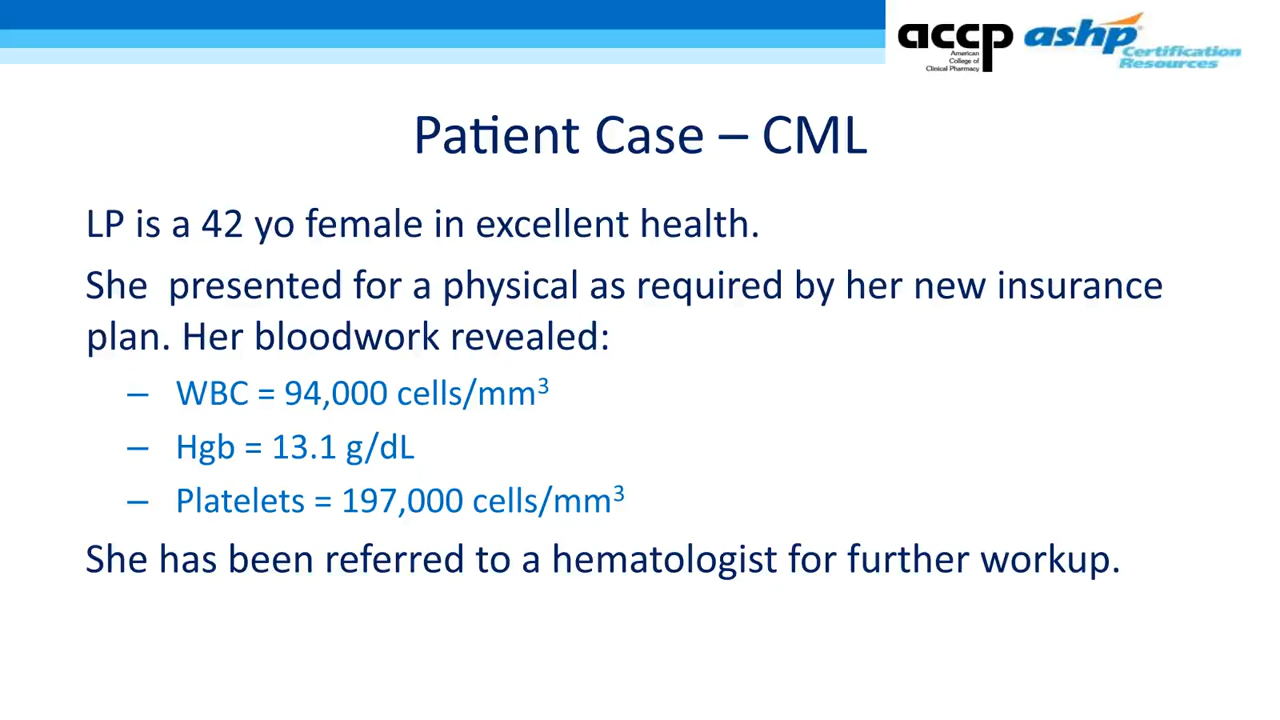 accp
American
College of
Clinical Pharmacy
ashp
Certification
Resources
Patient Case – CML
LP is a 42 yo female in excellent health.
She presented for a physical as required by her new insurance
plan. Her bloodwork revealed:
– WBC = 94,000 cells/mm³
– Hgb = 13.1 g/dL
– Platelets = 197,000 cells/mm³
She has been referred to a hematologist for further workup.